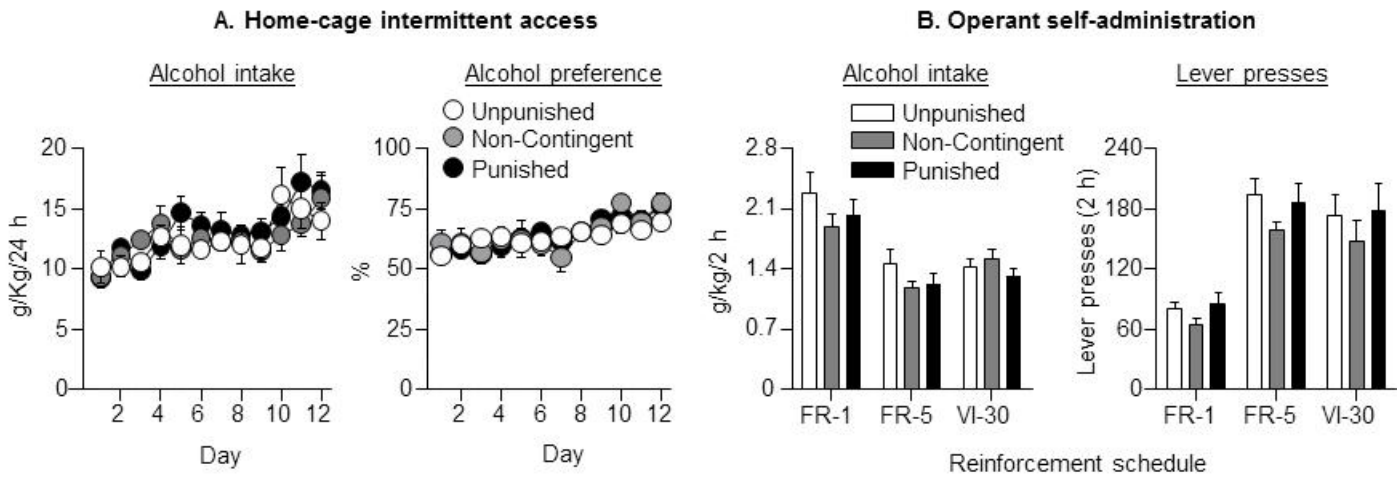 A. Home-cage intermittent access
B. Operant self-administration
Alcohol intake
Alcohol preference
Alcohol intake
Lever presses
Unpunished
Non-Contingent
Punished
Unpunished
Non-Contingent
Punished
g/Kg/24 h
20
15
10
5
0
2 4 6 8 10 12
Day
%
100
75
50
25
0
2 4 6 8 10 12
Day
g/kg/2 h
2.8
2.1
1.4
0.7
0
FR-1 FR-5 VI-30
Lever presses (2 h)
240
180
120
60
0
FR-1 FR-5 VI-30
Reinforcement schedule